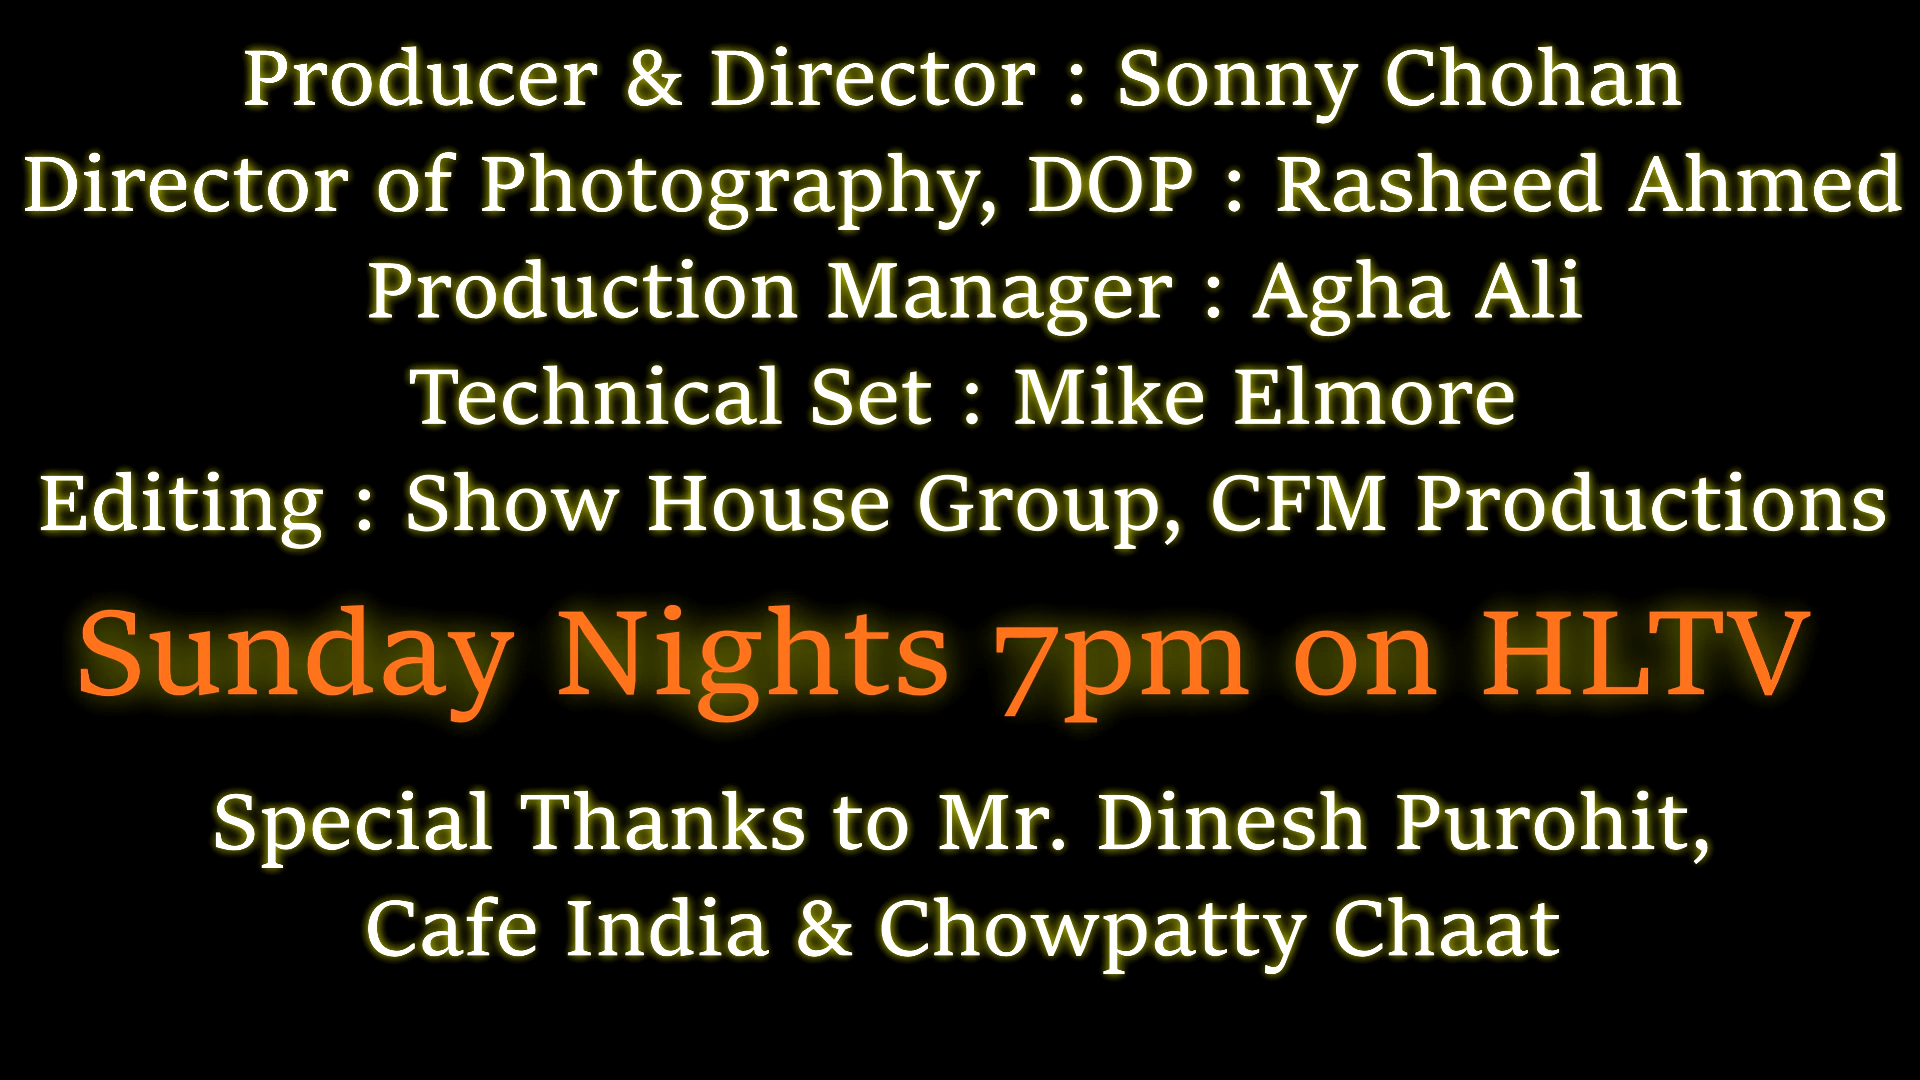 Producer & Director : Sonny Chohan
Director of Photography, DOP : Rasheed Ahmed
Production Manager : Agha Ali
Technical Set : Mike Elmore
Editing : Show House Group, CFM Productions
Sunday Nights 7pm on HLTV
Special Thanks to Mr. Dinesh Purohit,
Cafe India & Chowpatty Chaat